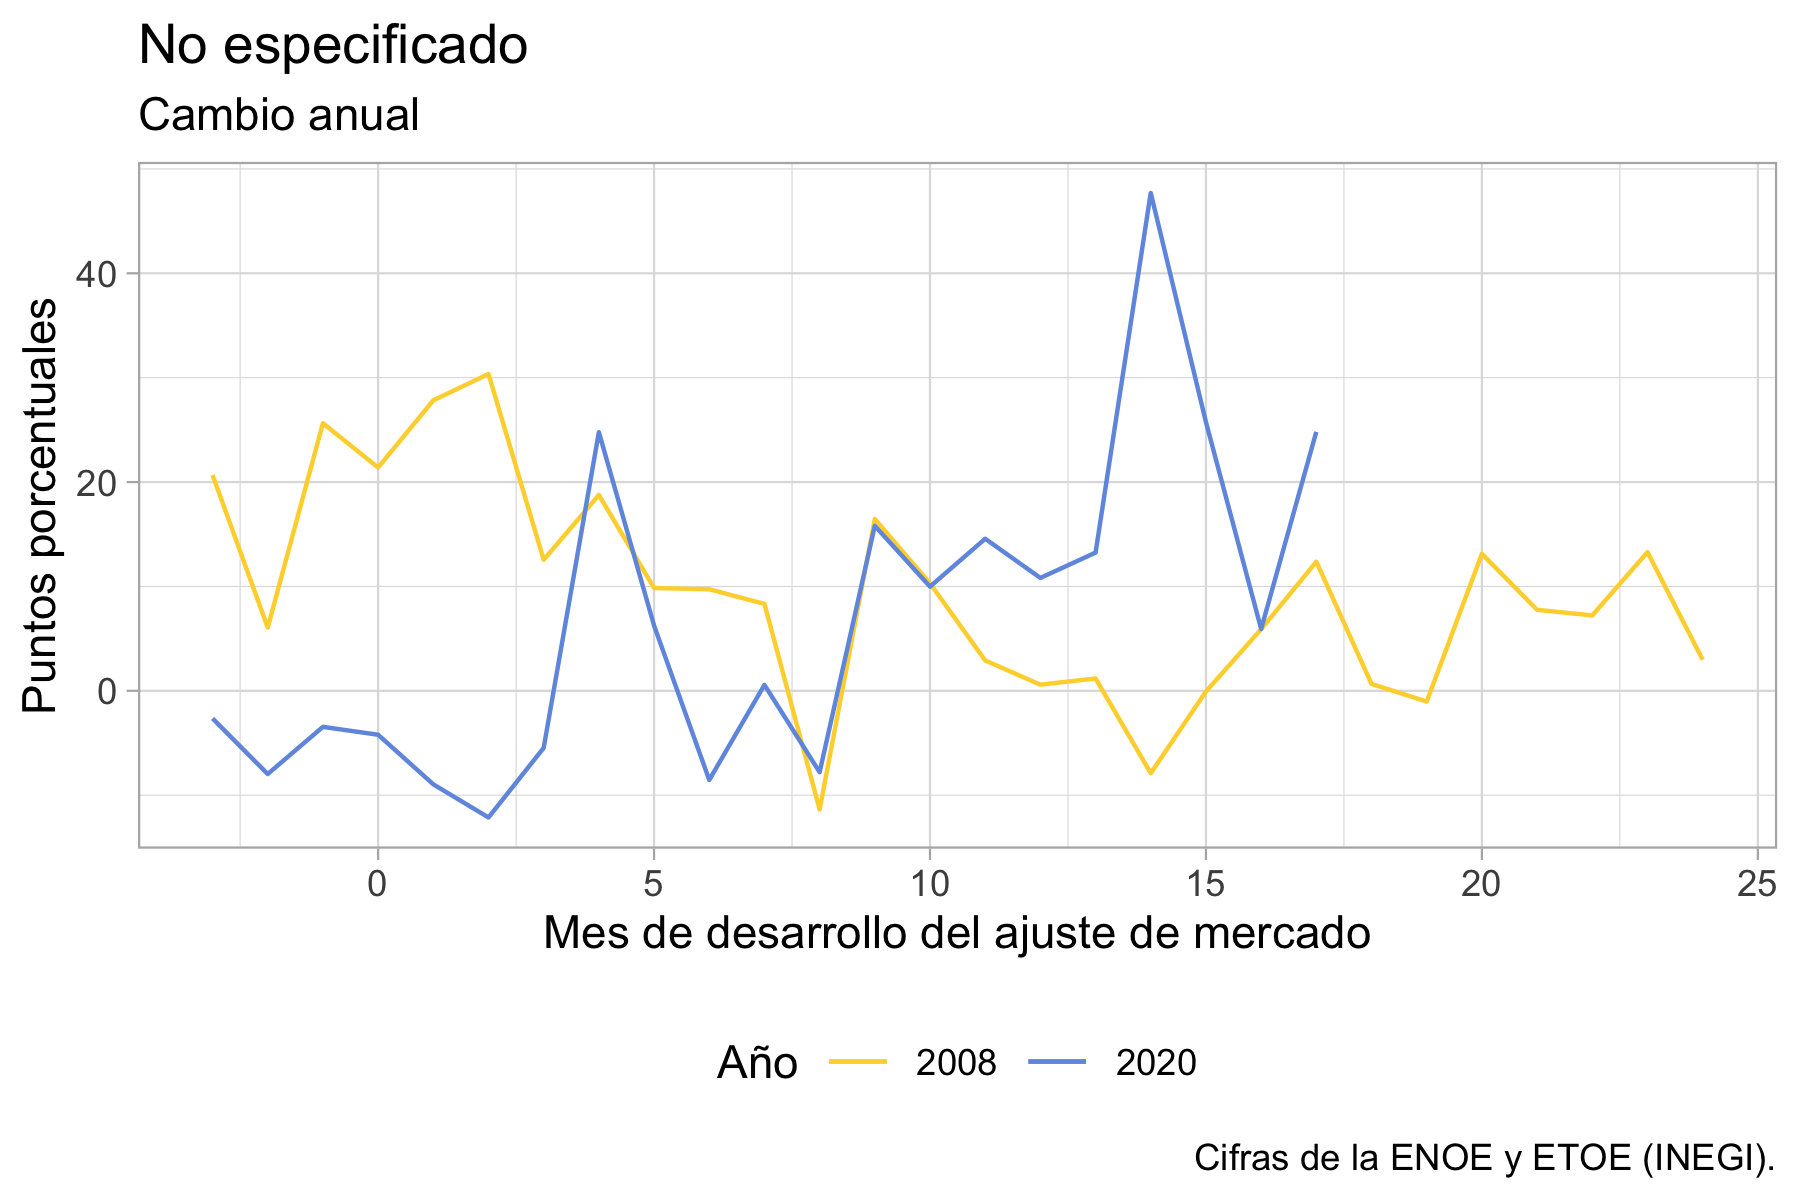 No especificado
Cambio anual
Puntos porcentuales
40
20
0
0 5 10 15 20 25
Mes de desarrollo del ajuste de mercado
Año 2008 2020
Cifras de la ENOE y ETOE (INEGI).